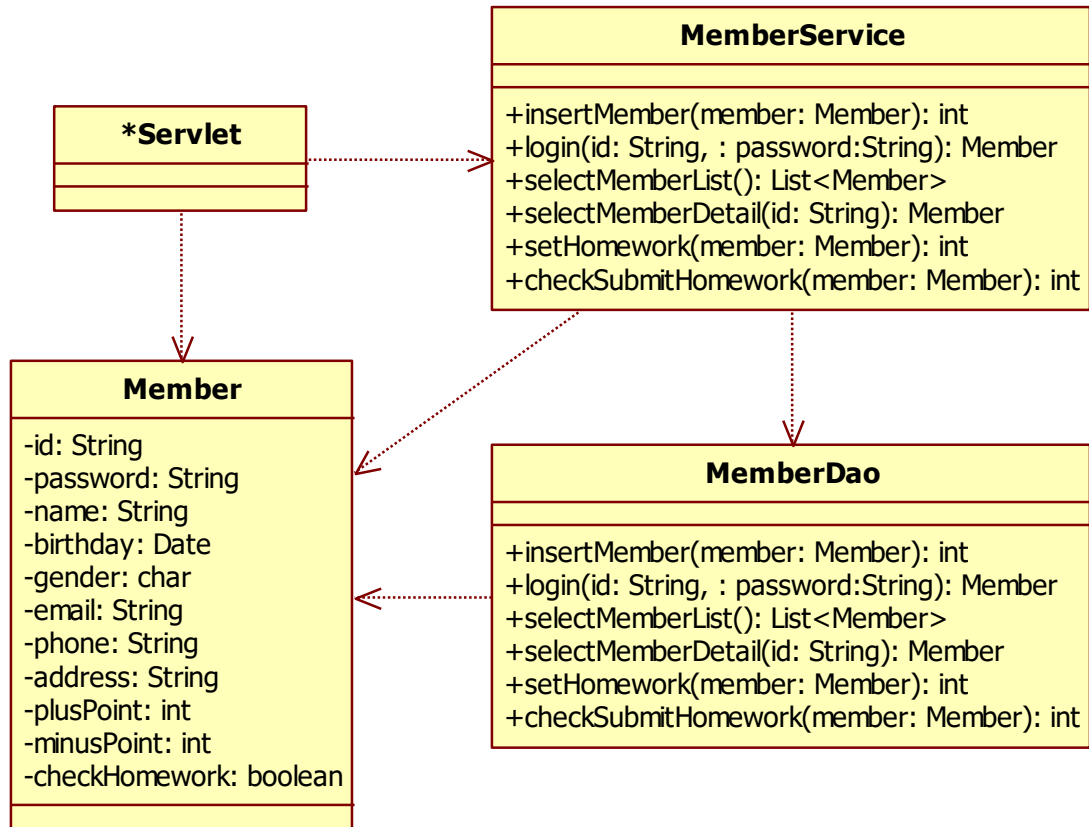 MemberService
+insertMember(member: Member): int
+login(id: String, : password:String): Member
+selectMemberList(): List<Member>
+selectMemberDetail(id: String): Member
+setHomework(member: Member): int
+checkSubmitHomework(member: Member): int
*Servlet
Member
-id: String
-password: String
-name: String
-birthday: Date
-gender: char
-email: String
-phone: String
-address: String
-plusPoint: int
-minusPoint: int
-checkHomework: boolean
MemberDao
+insertMember(member: Member): int
+login(id: String, : password:String): Member
+selectMemberList(): List<Member>
+selectMemberDetail(id: String): Member
+setHomework(member: Member): int
+checkSubmitHomework(member: Member): int